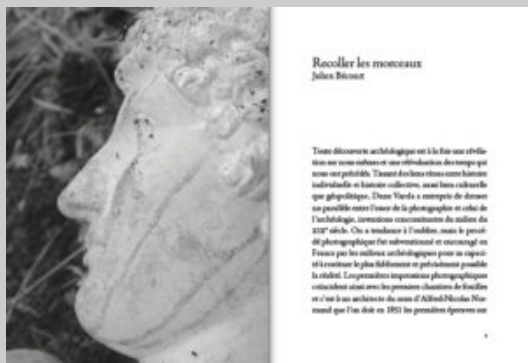 Recoller les morceaux
Julien Bécourt
Toute découverte archéologique est à la fois une révéla-
tion sur nous-mêmes et une réévaluation des temps qui
nous ont précédés. Tissant des liens ténus entre histoire
individuelle et histoire collective, aussi bien culturelle
que géopolitique, Dune Varela a entrepris de dresser
un parallèle entre l'essor de la photographie et celui de
l'archéologie, inventions concomitantes du milieu du
siècle. On a tendance à l'oublier, mais le procé-
dé photographique fut subventionné et encouragé en
France par les milieux archéologiques pour sa capaci-
té à restituer le plus fidèlement et précisément possible
la réalité. Les premières impressions photographiques
coïncident ainsi avec les premiers chantiers de fouilles
et c'est à un architecte du nom d'Alfred-Nicolas Nor-
mand que l'on doit en 1851 les premières épreuves sur